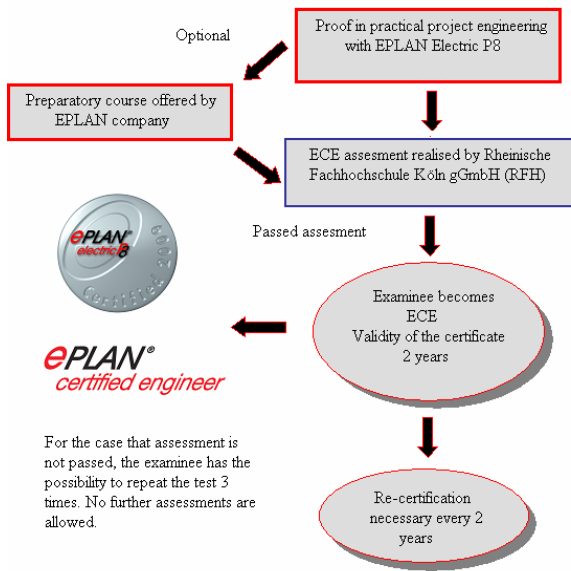 Optional
Proof in practical project engineering
with EPLAN Electric P8
Preparatory course offered by
EPLAN company
ECE assesment realised by Rheinische
Fachhochschule Köln gGmbH (RFH)
Passed assesment
ePLAN®
electric P8
Certified 2009
Examinee becomes
ECE
Validity of the certificate
2 years
ePLAN®
certified engineer
For the case that assessment is
not passed, the examinee has the
possibility to repeat the test 3
times. No further assessments are
allowed.
Re-certification
necessary every 2
years